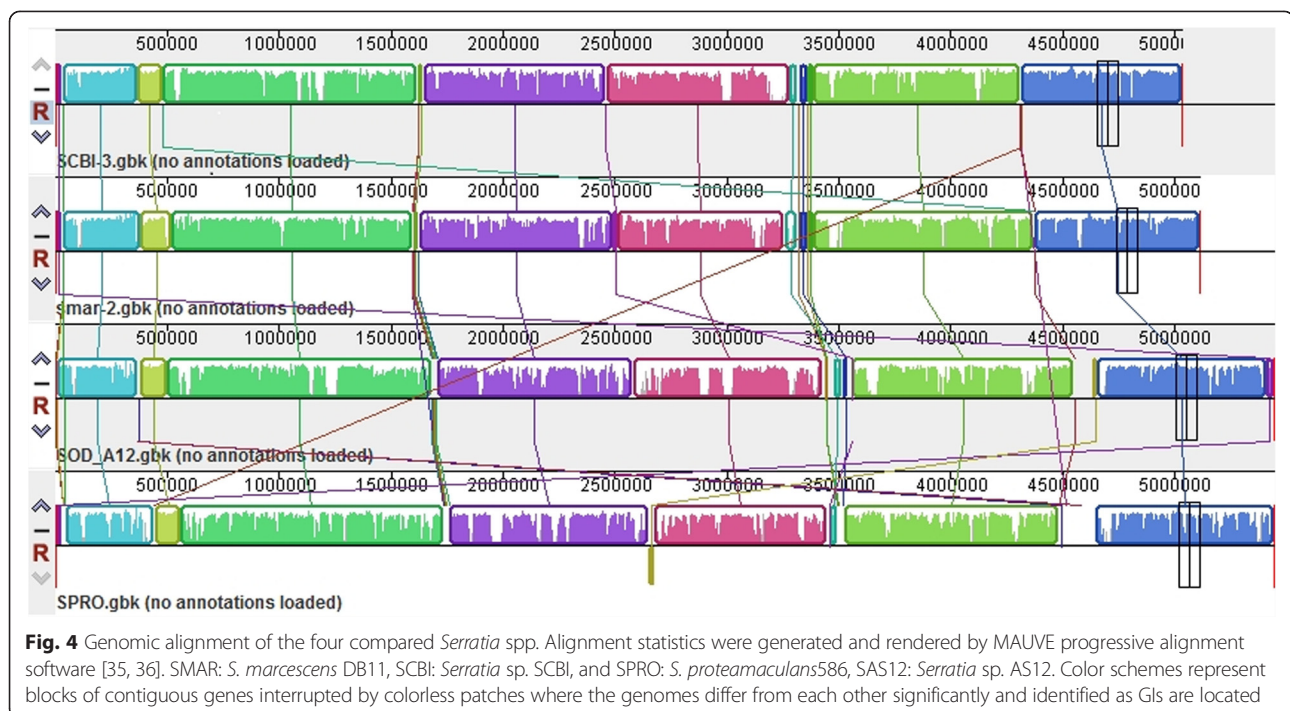 500000 1000000 1500000 2000000 2500000 3000000 3500000 4000000 4500000 5000
R
SCBI-3.gbk (no annotations loaded)
500000 1000000 1500000 2000000 2500000 3000000 3500000 4000000 4500000 500000
R
smar-2.gbk (no annotations loaded)
500000 1000000 1500000 2000000 2500000 3000000 3500000 4000000 4500000 5000000
R
SOD_A12.gbk (no annotations loaded)
500000 1000000 1500000 2000000 2500000 3000000 3500000 4000000 4500000 5000000
R
SPRO.gbk (no annotations loaded)
Fig. 4 Genomic alignment of the four compared Serratia spp. Alignment statistics were generated and rendered by MAUVE progressive alignment
software [35, 36]. SMAR: S. marcescens DB11, SCBI: Serratia sp. SCBI, and SPRO: S. proteamaculans586, SAS12: Serratia sp. AS12. Color schemes represent
blocks of contiguous genes interrupted by colorless patches where the genomes differ from each other significantly and identified as GIs are located